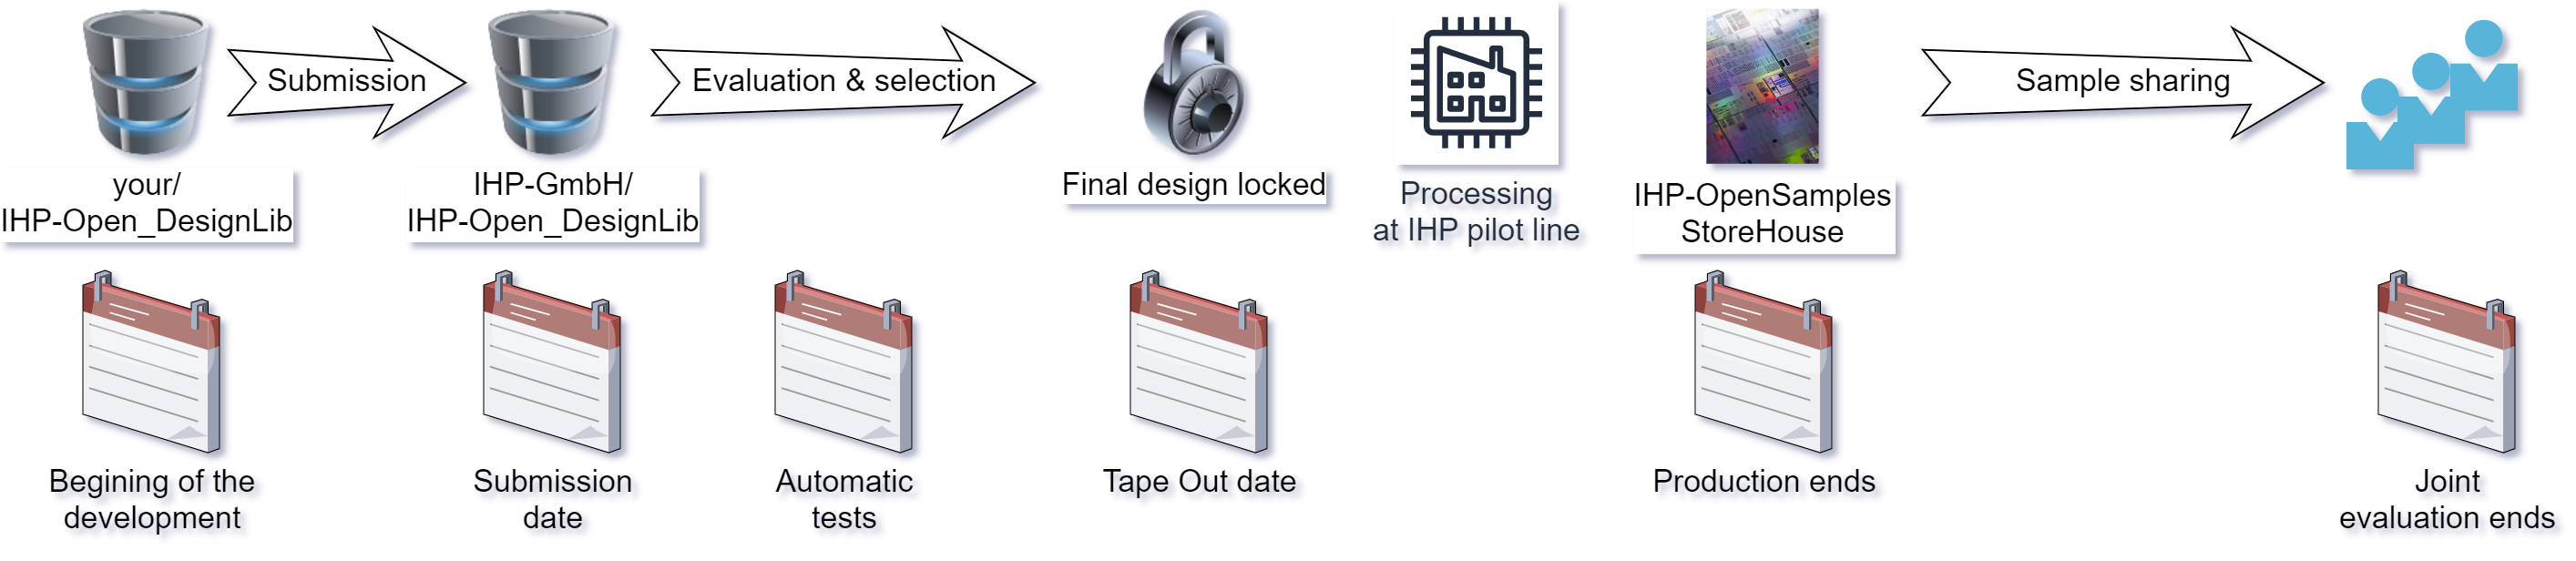 Submission
Evaluation & selection
Sample sharing
your/
IHP-Open_DesignLib
IHP-GmbH/
IHP-Open_DesignLib
Final design locked
Processing
at IHP pilot line
IHP-OpenSamples
StoreHouse
Begining of the
development
Submission
date
Automatic
tests
Tape Out date
Production ends
Joint
evaluation ends